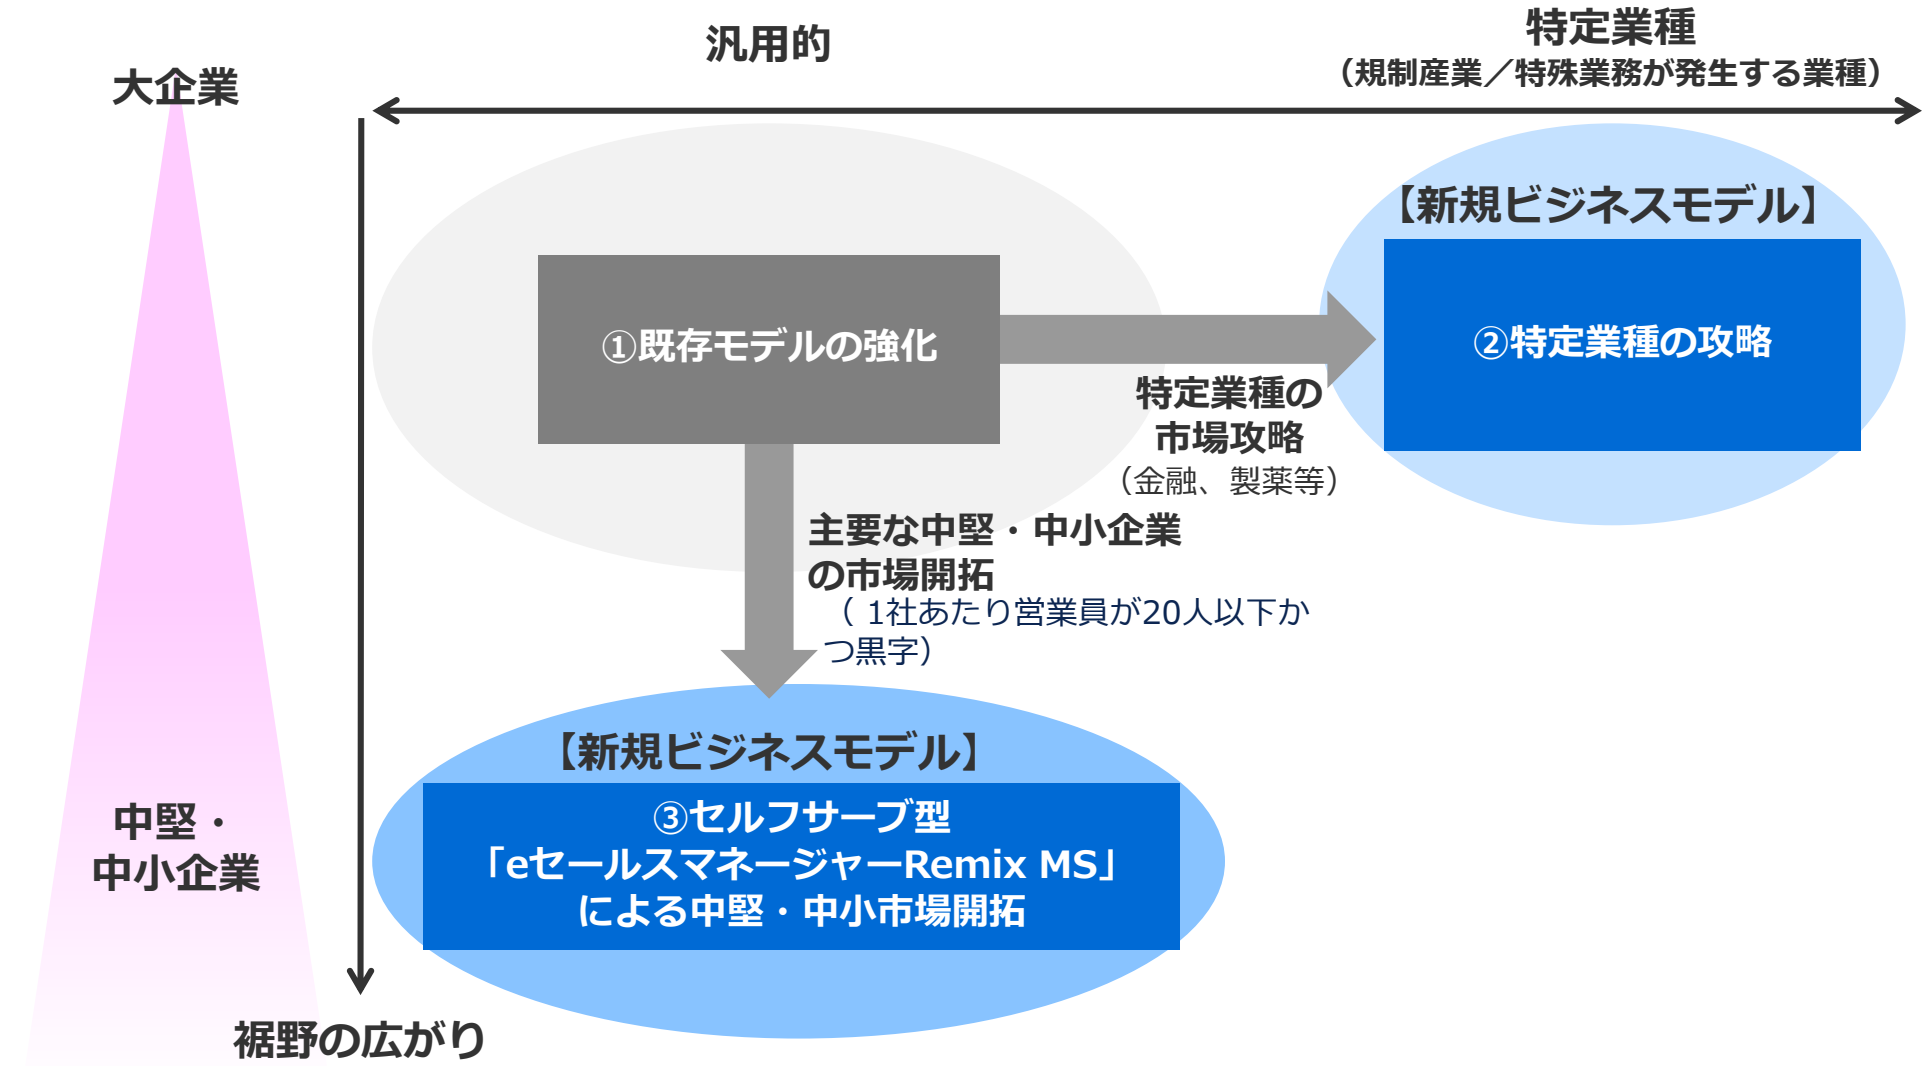 汎用的
特定業種
（規制産業／特殊業務が発生する業種）
大企業
【新規ビジネスモデル】
①既存モデルの強化
②特定業種の攻略
特定業種の
市場攻略
（金融、製薬等）
主要な中堅・中小企業
の市場開拓
（ 1社あたり営業員が20人以下か
つ黒字）
【新規ビジネスモデル】
③セルフサーブ型
「eセールスマネージャーRemix MS」
による中堅・中小市場開拓
中堅・
中小企業
裾野の広がり